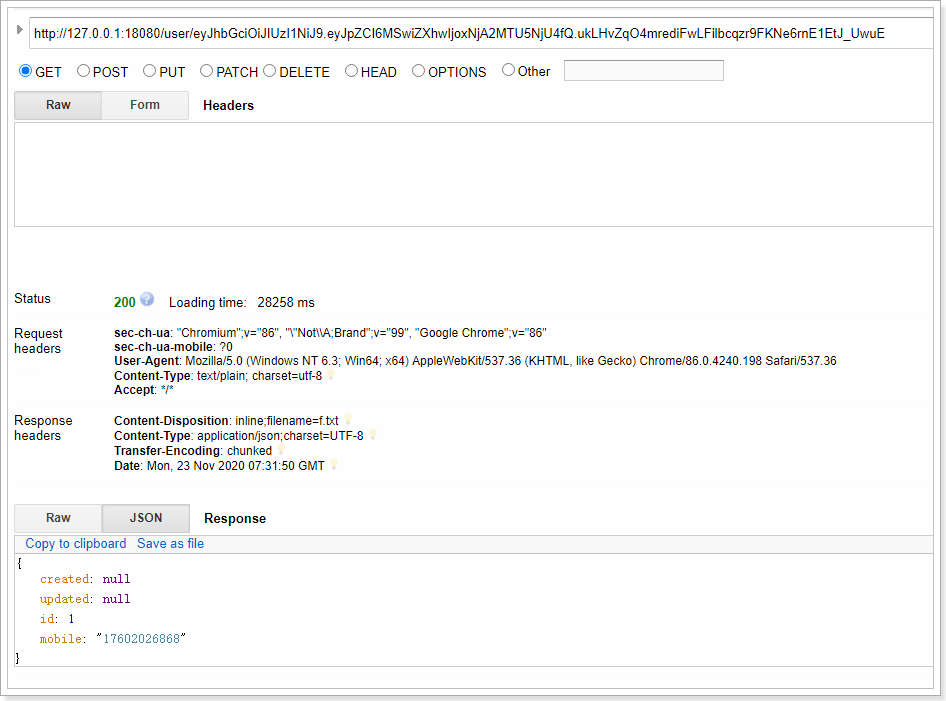 http://127.0.0.1:18080/user/eyJhbGciOiJIUzI1NiJ9.eyJpZCI6MSwiZXhwIjoxNjA2MTU5NjU4fQ.ukLHvZqO4mrediFwLFilbcqzr9FKNe6rnE1EtJ_UwuE
GET POST PUT PATCH DELETE HEAD OPTIONS Other
Raw Form Headers
Status 200 Loading time: 28258 ms
Request headers
sec-ch-ua: "Chromium";v="86", "\"Not\\A;Brand";v="99", "Google Chrome";v="86"
sec-ch-ua-mobile: ?0
User-Agent: Mozilla/5.0 (Windows NT 6.3; Win64; x64) AppleWebKit/537.36 (KHTML, like Gecko) Chrome/86.0.4240.198 Safari/537.36
Content-Type: text/plain; charset=utf-8
Accept: */*
Response headers
Content-Disposition: inline;filename=f.txt
Content-Type: application/json;charset=UTF-8
Transfer-Encoding: chunked
Date: Mon, 23 Nov 2020 07:31:50 GMT
Raw JSON Response
Copy to clipboard Save as file
{
created: null
updated: null
id: 1
mobile: "17602026868"
}